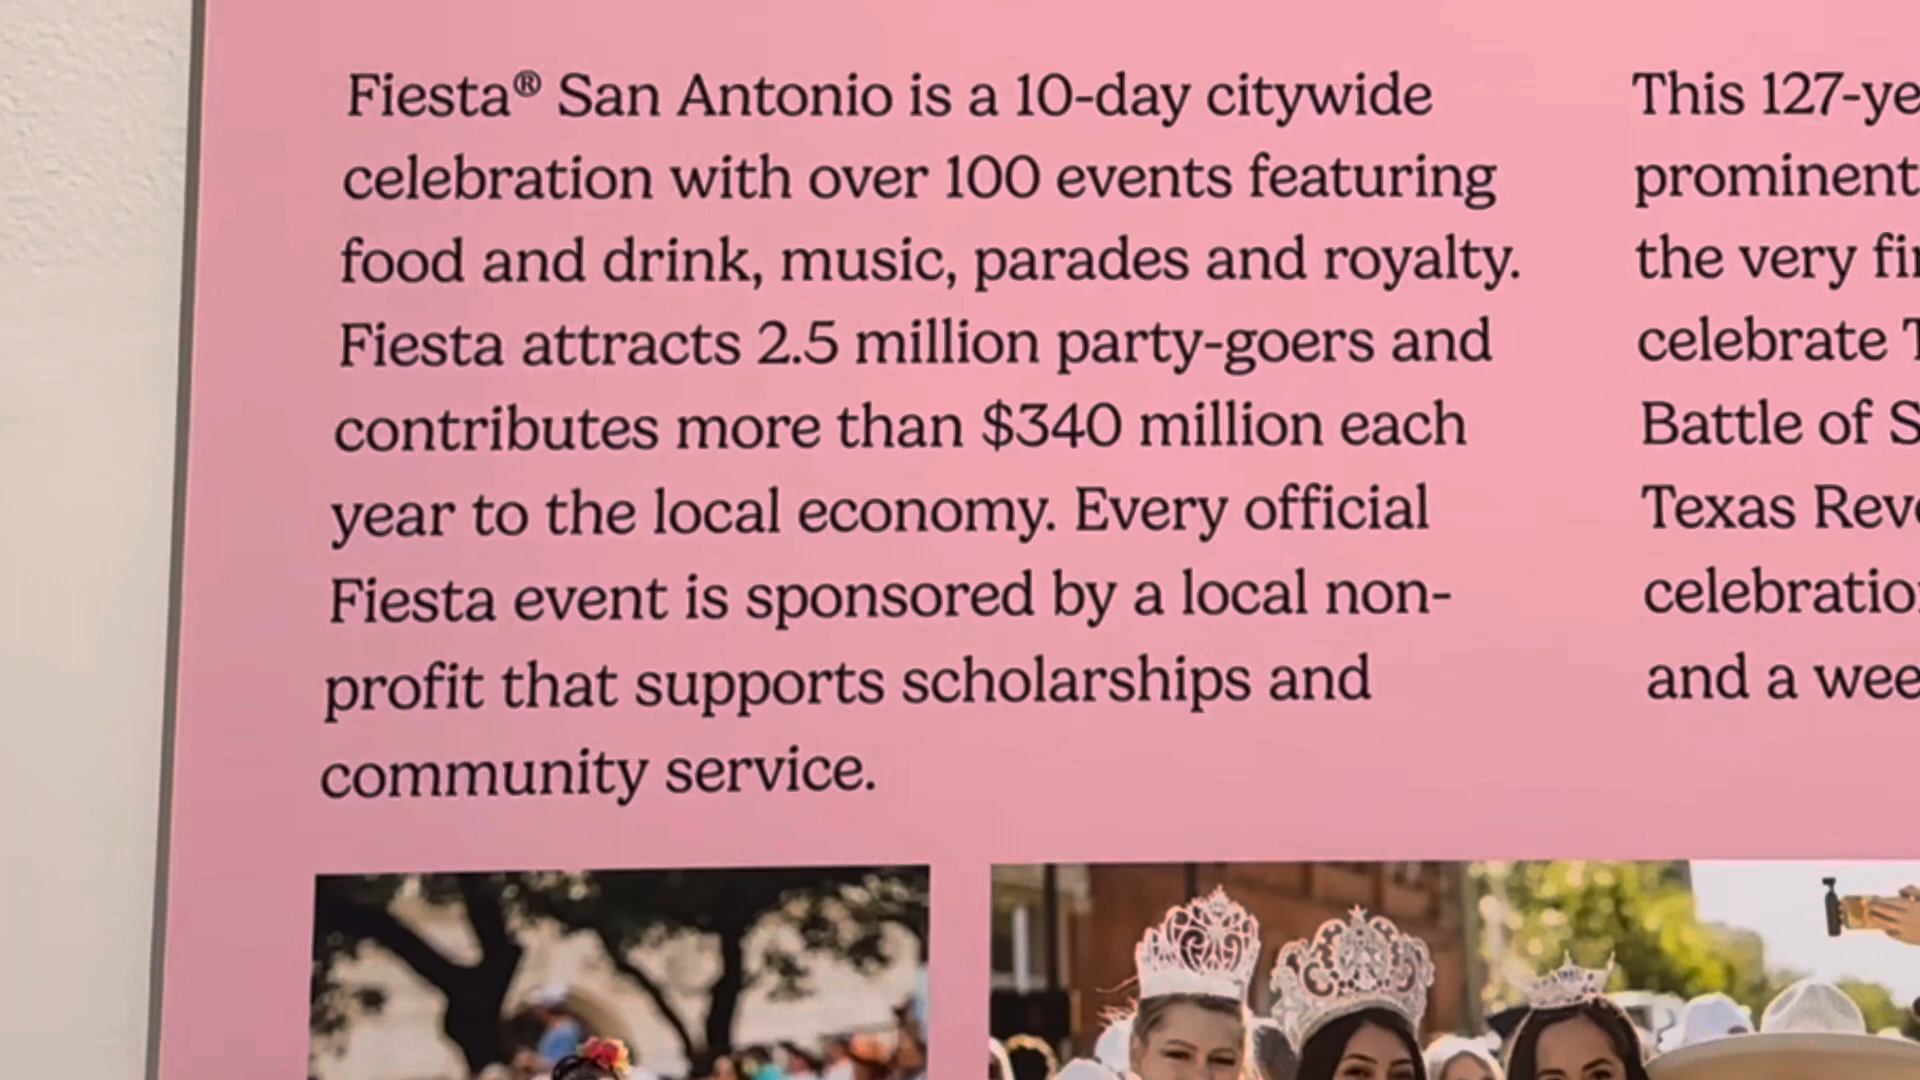 Fiesta® San Antonio is a 10-day citywide
celebration with over 100 events featuring
food and drink, music, parades and royalty.
Fiesta attracts 2.5 million party-goers and
contributes more than $340 million each
year to the local economy. Every official
Fiesta event is sponsored by a local non-
profit that supports scholarships and
community service.
This 127-ye
prominent
the very
celebrate
Battle of
Texas
and a